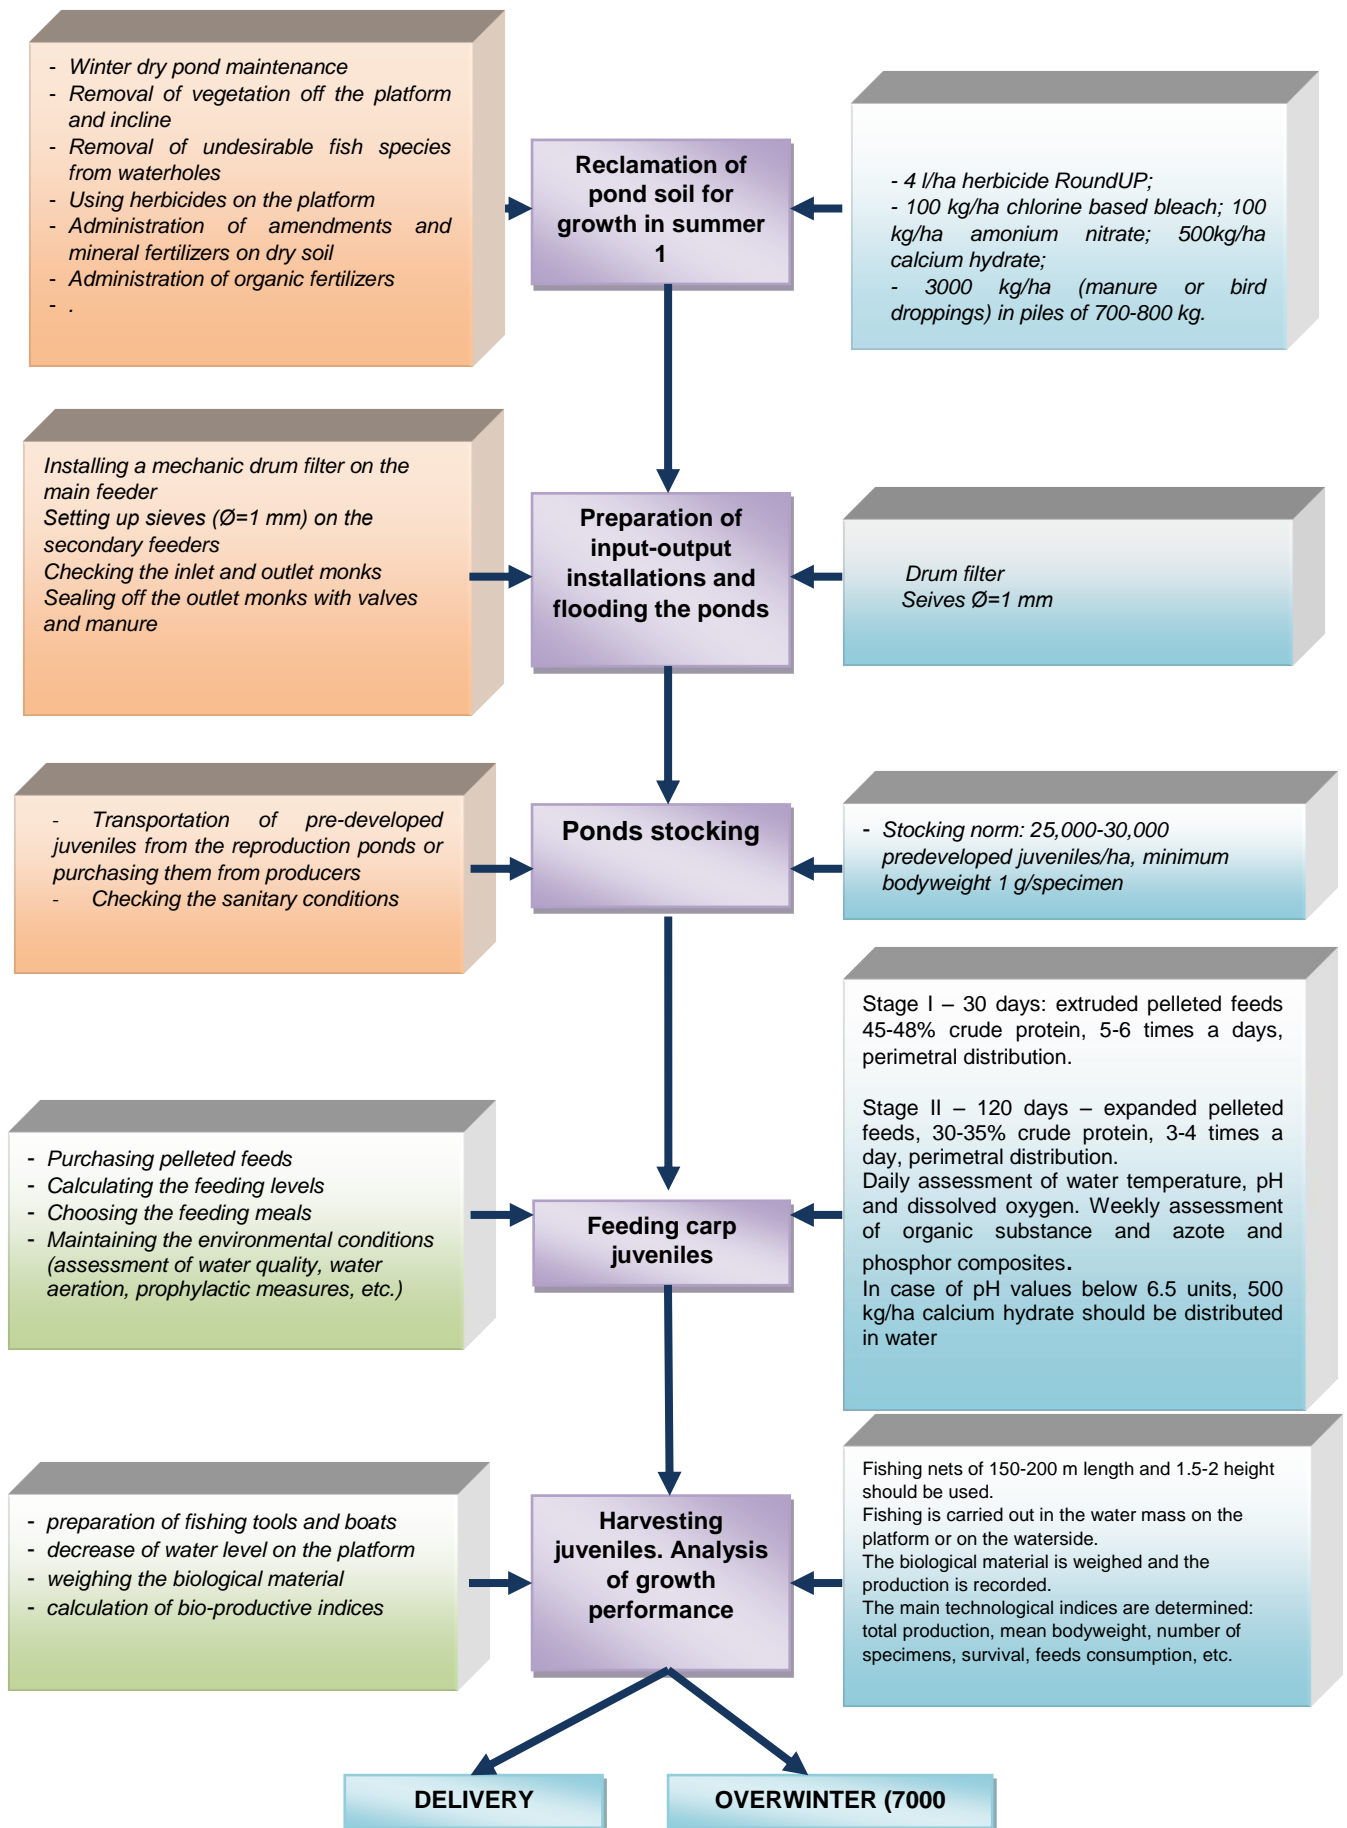 - Winter dry pond maintenance
- Removal of vegetation off the platform
and incline
- Removal of undesirable fish species
from waterholes
- Using herbicides on the platform
- Administration of amendments and
mineral fertilizers on dry soil
- Administration of organic fertilizers
- .
Reclamation of
pond soil for
growth in summer
1
- 4 l/ha herbicide RoundUP;
- 100 kg/ha chlorine based bleach; 100
kg/ha amonium nitrate; 500kg/ha
calcium hydrate;
- 3000 kg/ha (manure or bird
droppings) in piles of 700-800 kg.
Installing a mechanic drum filter on the
main feeder
Setting up sieves (Ø=1 mm) on the
secondary feeders
Checking the inlet and outlet monks
Sealing off the outlet monks with valves
and manure
Preparation of
input-output
installations and
flooding the ponds
Drum filter
Seives Ø=1 mm
- Transportation of pre-developed
juveniles from the reproduction ponds or
purchasing them from producers
- Checking the sanitary conditions
Ponds stocking
- Stocking norm: 25,000-30,000
predeveloped juveniles/ha, minimum
bodyweight 1 g/specimen
- Purchasing pelleted feeds
- Calculating the feeding levels
- Choosing the feeding meals
- Maintaining the environmental conditions
(assessment of water quality, water
aeration, prophylactic measures, etc.)
Feeding carp
juveniles
Stage I – 30 days: extruded pelleted feeds
45-48% crude protein, 5-6 times a days,
perimetral distribution.
Stage II – 120 days – expanded pelleted
feeds, 30-35% crude protein, 3-4 times a
day, perimetral distribution.
Daily assessment of water temperature, pH
and dissolved oxygen. Weekly assessment
of organic substance and azote and
phosphor composites.
In case of pH values below 6.5 units, 500
kg/ha calcium hydrate should be distributed
in water
- preparation of fishing tools and boats
- decrease of water level on the platform
- weighing the biological material
- calculation of bio-productive indices
Harvesting
juveniles. Analysis
of growth
performance
Fishing nets of 150-200 m length and 1.5-2 height
should be used.
Fishing is carried out in the water mass on the
platform or on the waterside.
The biological material is weighed and the
production is recorded.
The main technological indices are determined:
total production, mean bodyweight, number of
specimens, survival, feeds consumption, etc.
DELIVERY
OVERWINTER (7000